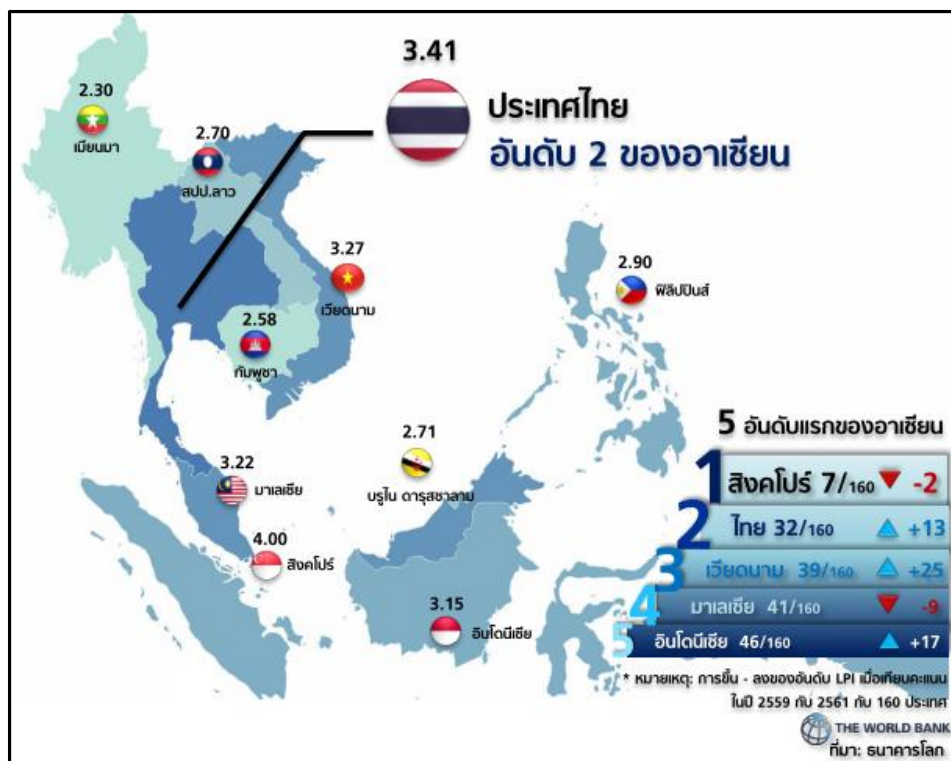 3.41
ประเทศไทย
อันดับ 2 ของอาเซียน
2.30
เมียนมา
2.70
สปป.ลาว
3.27
เวียดนาม
2.90
ฟิลิปปินส์
2.58
กัมพูชา
3.22
มาเลเซีย
2.71
บรูไน ดารุสซาลาม
4.00
สิงคโปร์
3.15
อินโดนีเซีย
5 อันดับแรกของอาเซียน
1 สิงคโปร์ 7/160 ▼ -2
2 ไทย 32/160 ▲ +13
3 เวียดนาม 39/160 ▲ +25
4 มาเลเซีย 41/160 ▼ -9
5 อินโดนีเซีย 46/160 ▲ +17
* หมายเหตุ: การขึ้น - ลงของอันดับ LPI เมื่อเทียบคะแนน
ในปี 2559 กับ 2561 กับ 160 ประเทศ
THE WORLD BANK
ที่มา: ธนาคารโลก